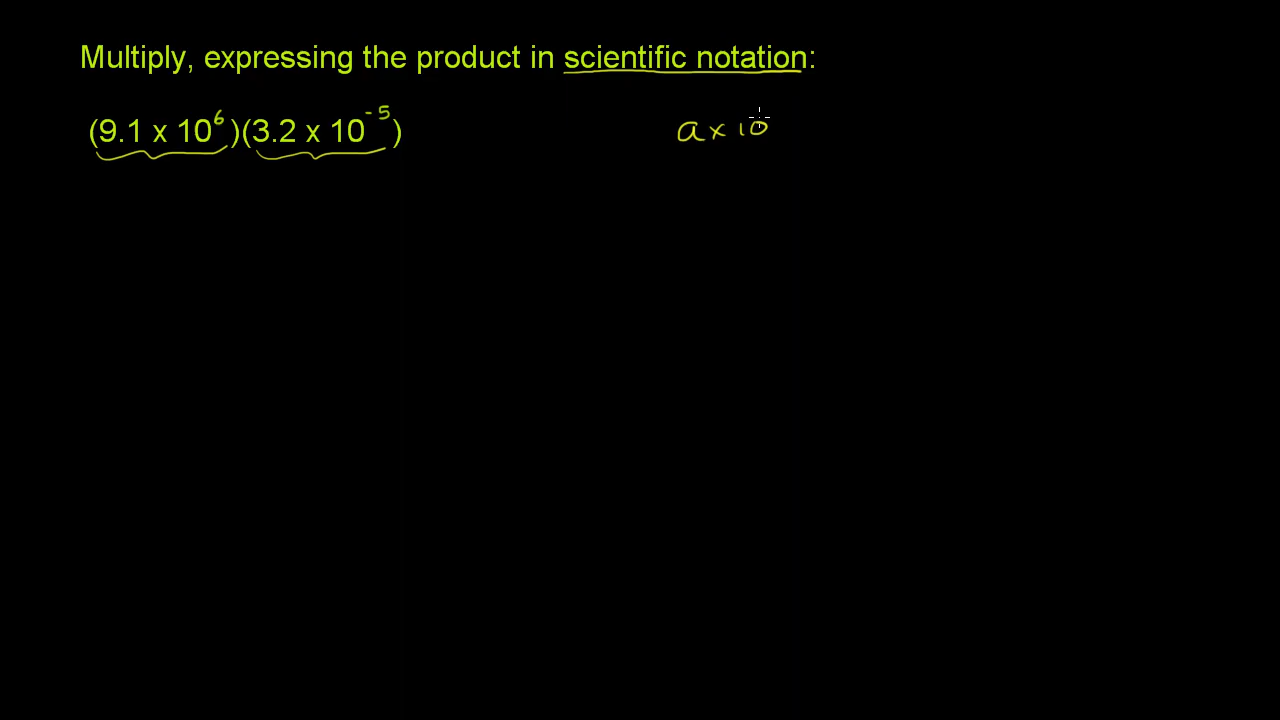 Multiply, expressing the product in scientific notation:
(9.1 x 10⁶)(3.2 x 10⁻⁵)
a x 10